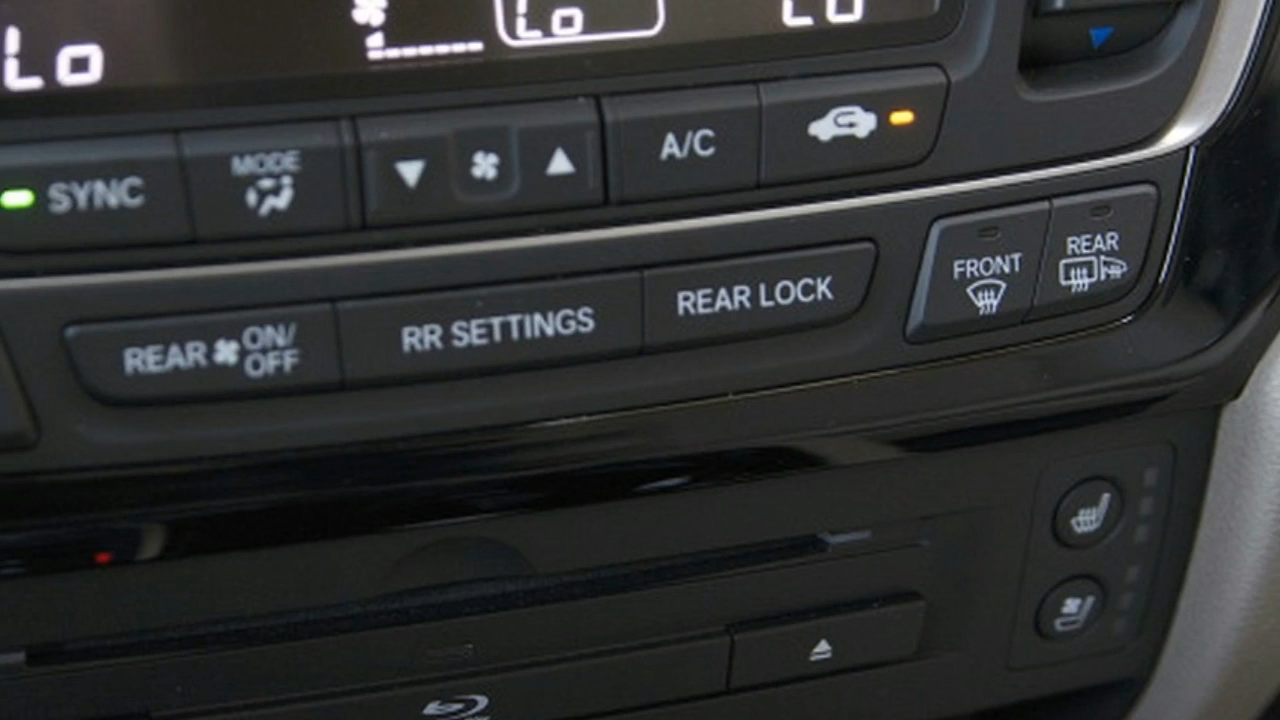 Lo
Lo
Lo
SYNC
MODE
A/C
REAR ON/
OFF
RR SETTINGS
REAR LOCK
FRONT
REAR